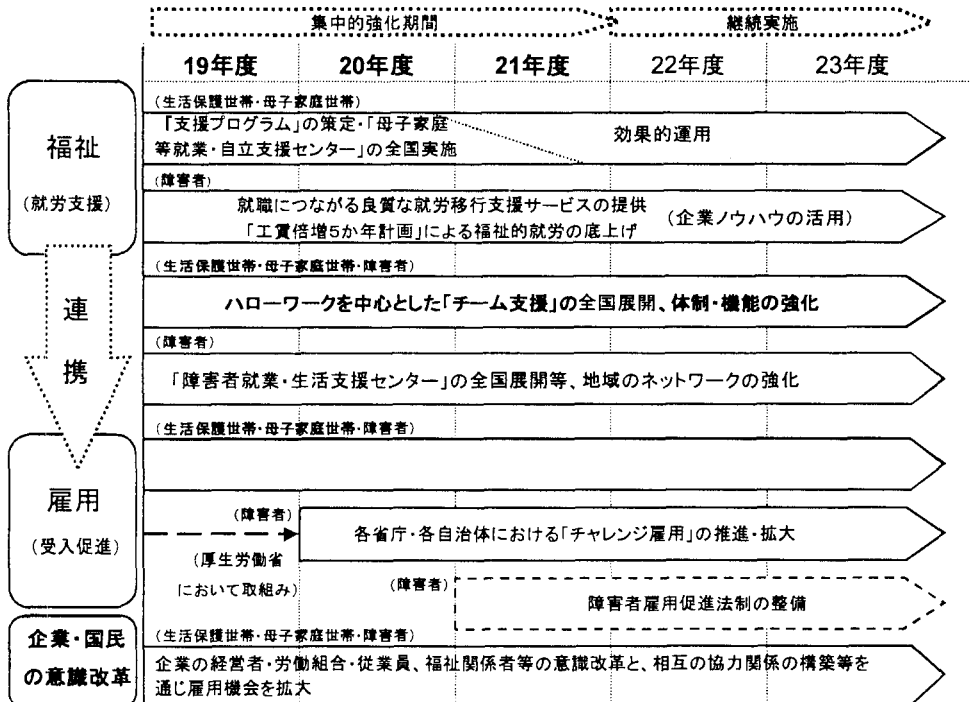 集中的強化期間
継続実施
19年度
20年度
21年度
22年度
23年度
福祉
(就労支援)
(生活保護世帯・母子家庭世帯)
『支援プログラム」の策定・「母子家庭
等就業・自立支援センター」の全国実施
効果的運用
(障害者)
就職につながる良質な就労移行支援サービスの提供
「工賃倍増5か年計画」による福祉的就労の底上げ
(企業ノウハウの活用)
連
携
(生活保護世帯・母子家庭世帯・障害者)
ハローワークを中心とした「チーム支援」の全国展開、体制・機能の強化
(障害者)
「障害者就業・生活支援センター」の全国展開等、地域のネットワークの強化
雇用
(受入促進)
(生活保護世帯・母子家庭世帯・障害者)
(障害者)
(厚生労働省
において取組み)
各省庁・各自治体における「チャレンジ雇用」の推進・拡大
(障害者)
障害者雇用促進法制の整備
企業・国民
の意識改革
(生活保護世帯・母子家庭世帯・障害者)
企業の経営者・労働組合・従業員、福祉関係者等の意識改革と、相互の協力関係の構築等を
通じ雇用機会を拡大